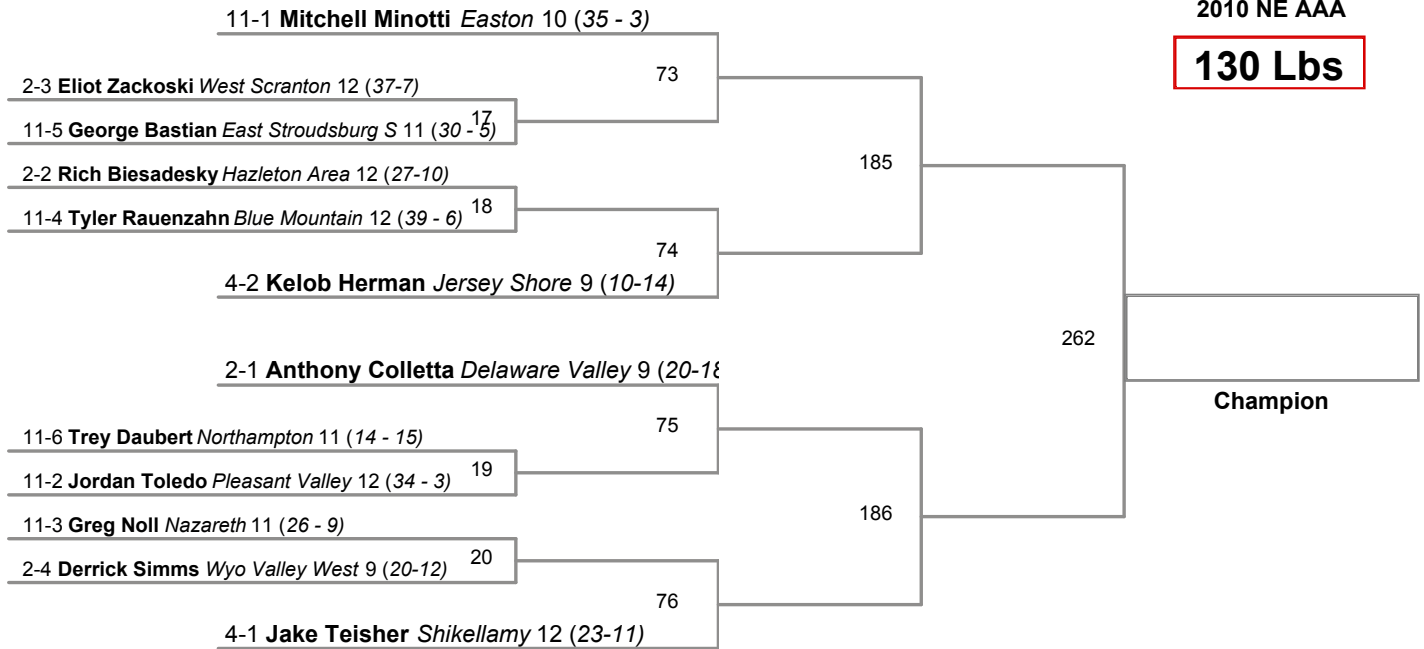 2010 NE AAA
130 Lbs
11-1 Mitchell Minotti Easton 10 (35 - 3)
73
2-3 Eliot Zackoski West Scranton 12 (37-7)
17
11-5 George Bastian East Stroudsburg S 11 (30 - 5)
185
2-2 Rich Biesadesky Hazleton Area 12 (27-10)
18
11-4 Tyler Rauenzahn Blue Mountain 12 (39 - 6)
74
4-2 Kelob Herman Jersey Shore 9 (10-14)
262
2-1 Anthony Colletta Delaware Valley 9 (20-18
Champion
75
11-6 Trey Daubert Northampton 11 (14 - 15)
19
11-2 Jordan Toledo Pleasant Valley 12 (34 - 3)
186
11-3 Greg Noll Nazareth 11 (26 - 9)
20
2-4 Derrick Simms Wyo Valley West 9 (20-12)
76
4-1 Jake Teisher Shikellamy 12 (23-11)